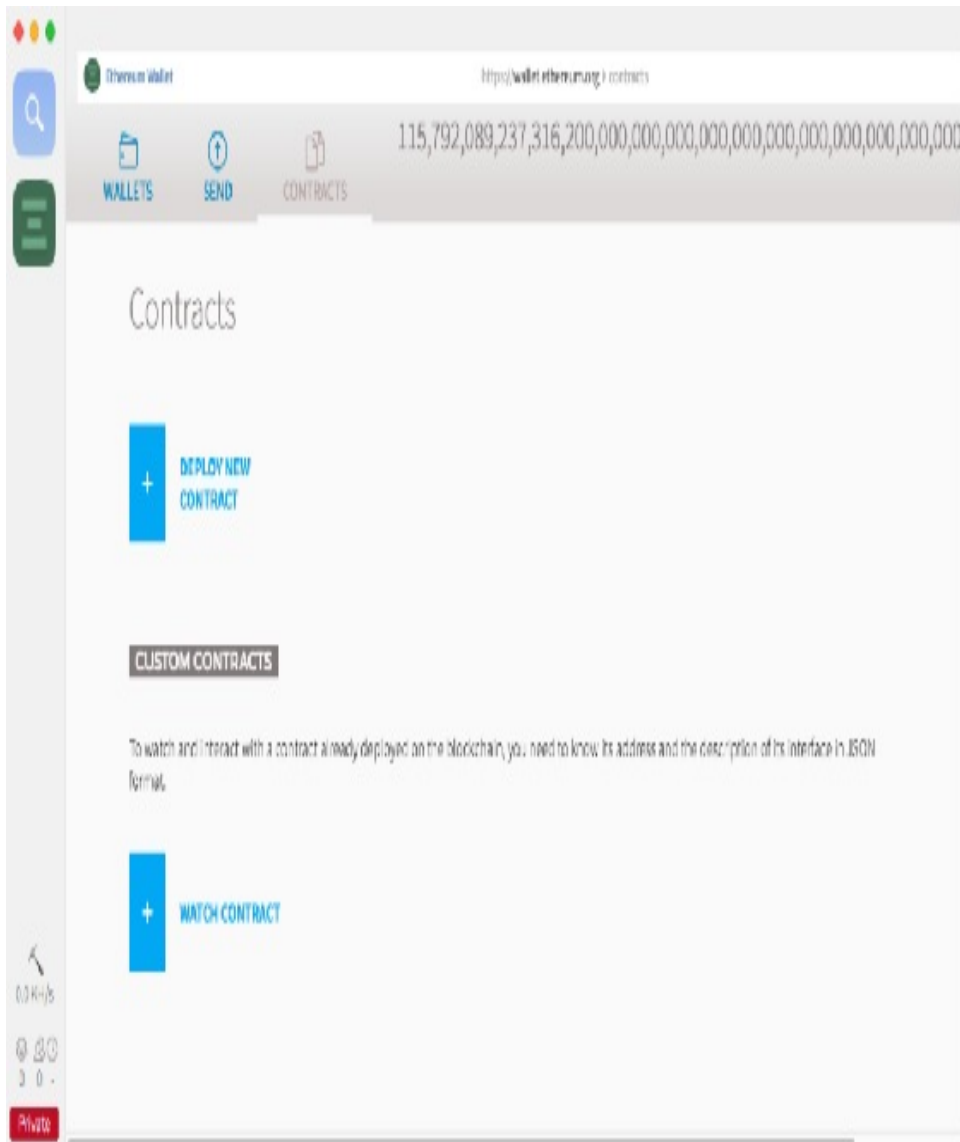 Ethereum Wallet
https://wallet.ethereum.org › contracts
115,792,089,237,316,200,000,000,000,000,000,000,000,000,000,000,000
WALLETS
SEND
CONTRACTS
Contracts
+
DEPLOY NEW
CONTRACT
CUSTOM CONTRACTS
To watch and interact with a contract already deployed on the blockchain, you need to know its address and the description of its interface in JSON
format.
+
WATCH CONTRACT
0.0 KH/s
0 -
Private